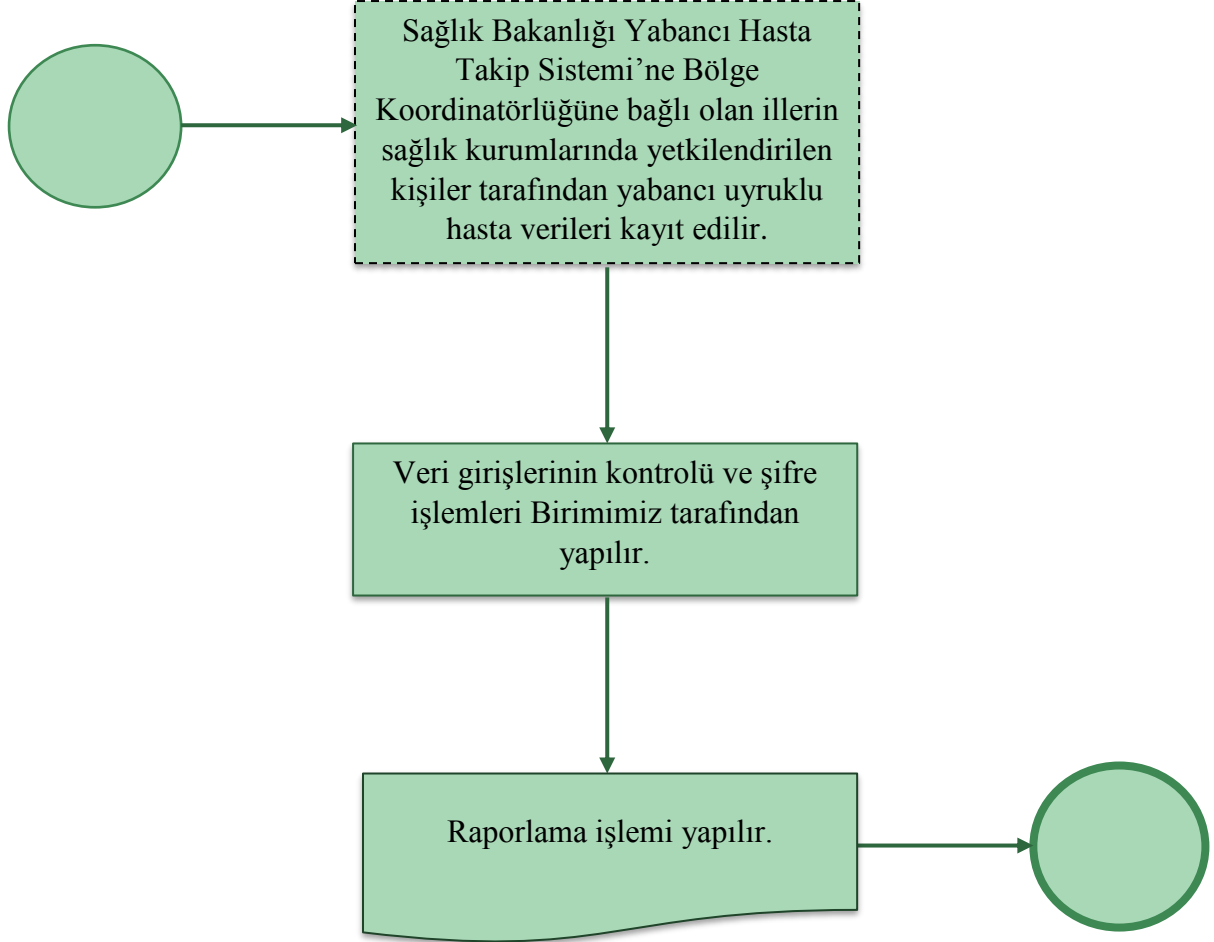 Sağlık Bakanlığı Yabancı Hasta
Takip Sistemi’ne Bölge
Koordinatörlüğüne bağlı olan illerin
sağlık kurumlarında yetkilendirilen
kişiler tarafından yabancı uyruklu
hasta verileri kayıt edilir.
Veri girişlerinin kontrolü ve şifre
işlemleri Birimimiz tarafından
yapılır.
Raporlama işlemi yapılır.